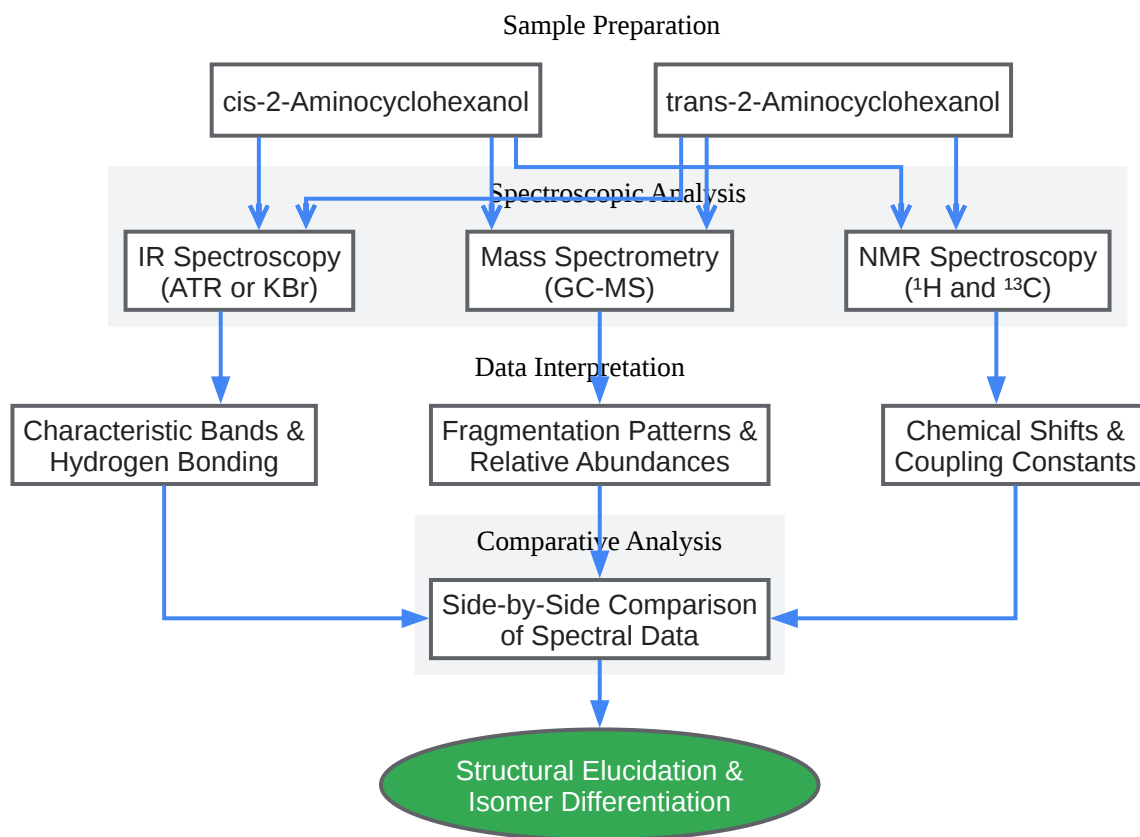 Sample Preparation
cis-2-Aminocyclohexanol
trans-2-Aminocyclohexanol
Spectroscopic Analysis
IR Spectroscopy
(ATR or KBr)
Mass Spectrometry
(GC-MS)
NMR Spectroscopy
(¹H and ¹³C)
Data Interpretation
Characteristic Bands &
Hydrogen Bonding
Fragmentation Patterns &
Relative Abundances
Chemical Shifts &
Coupling Constants
Comparative Analysis
Side-by-Side Comparison
of Spectral Data
Structural Elucidation &
Isomer Differentiation